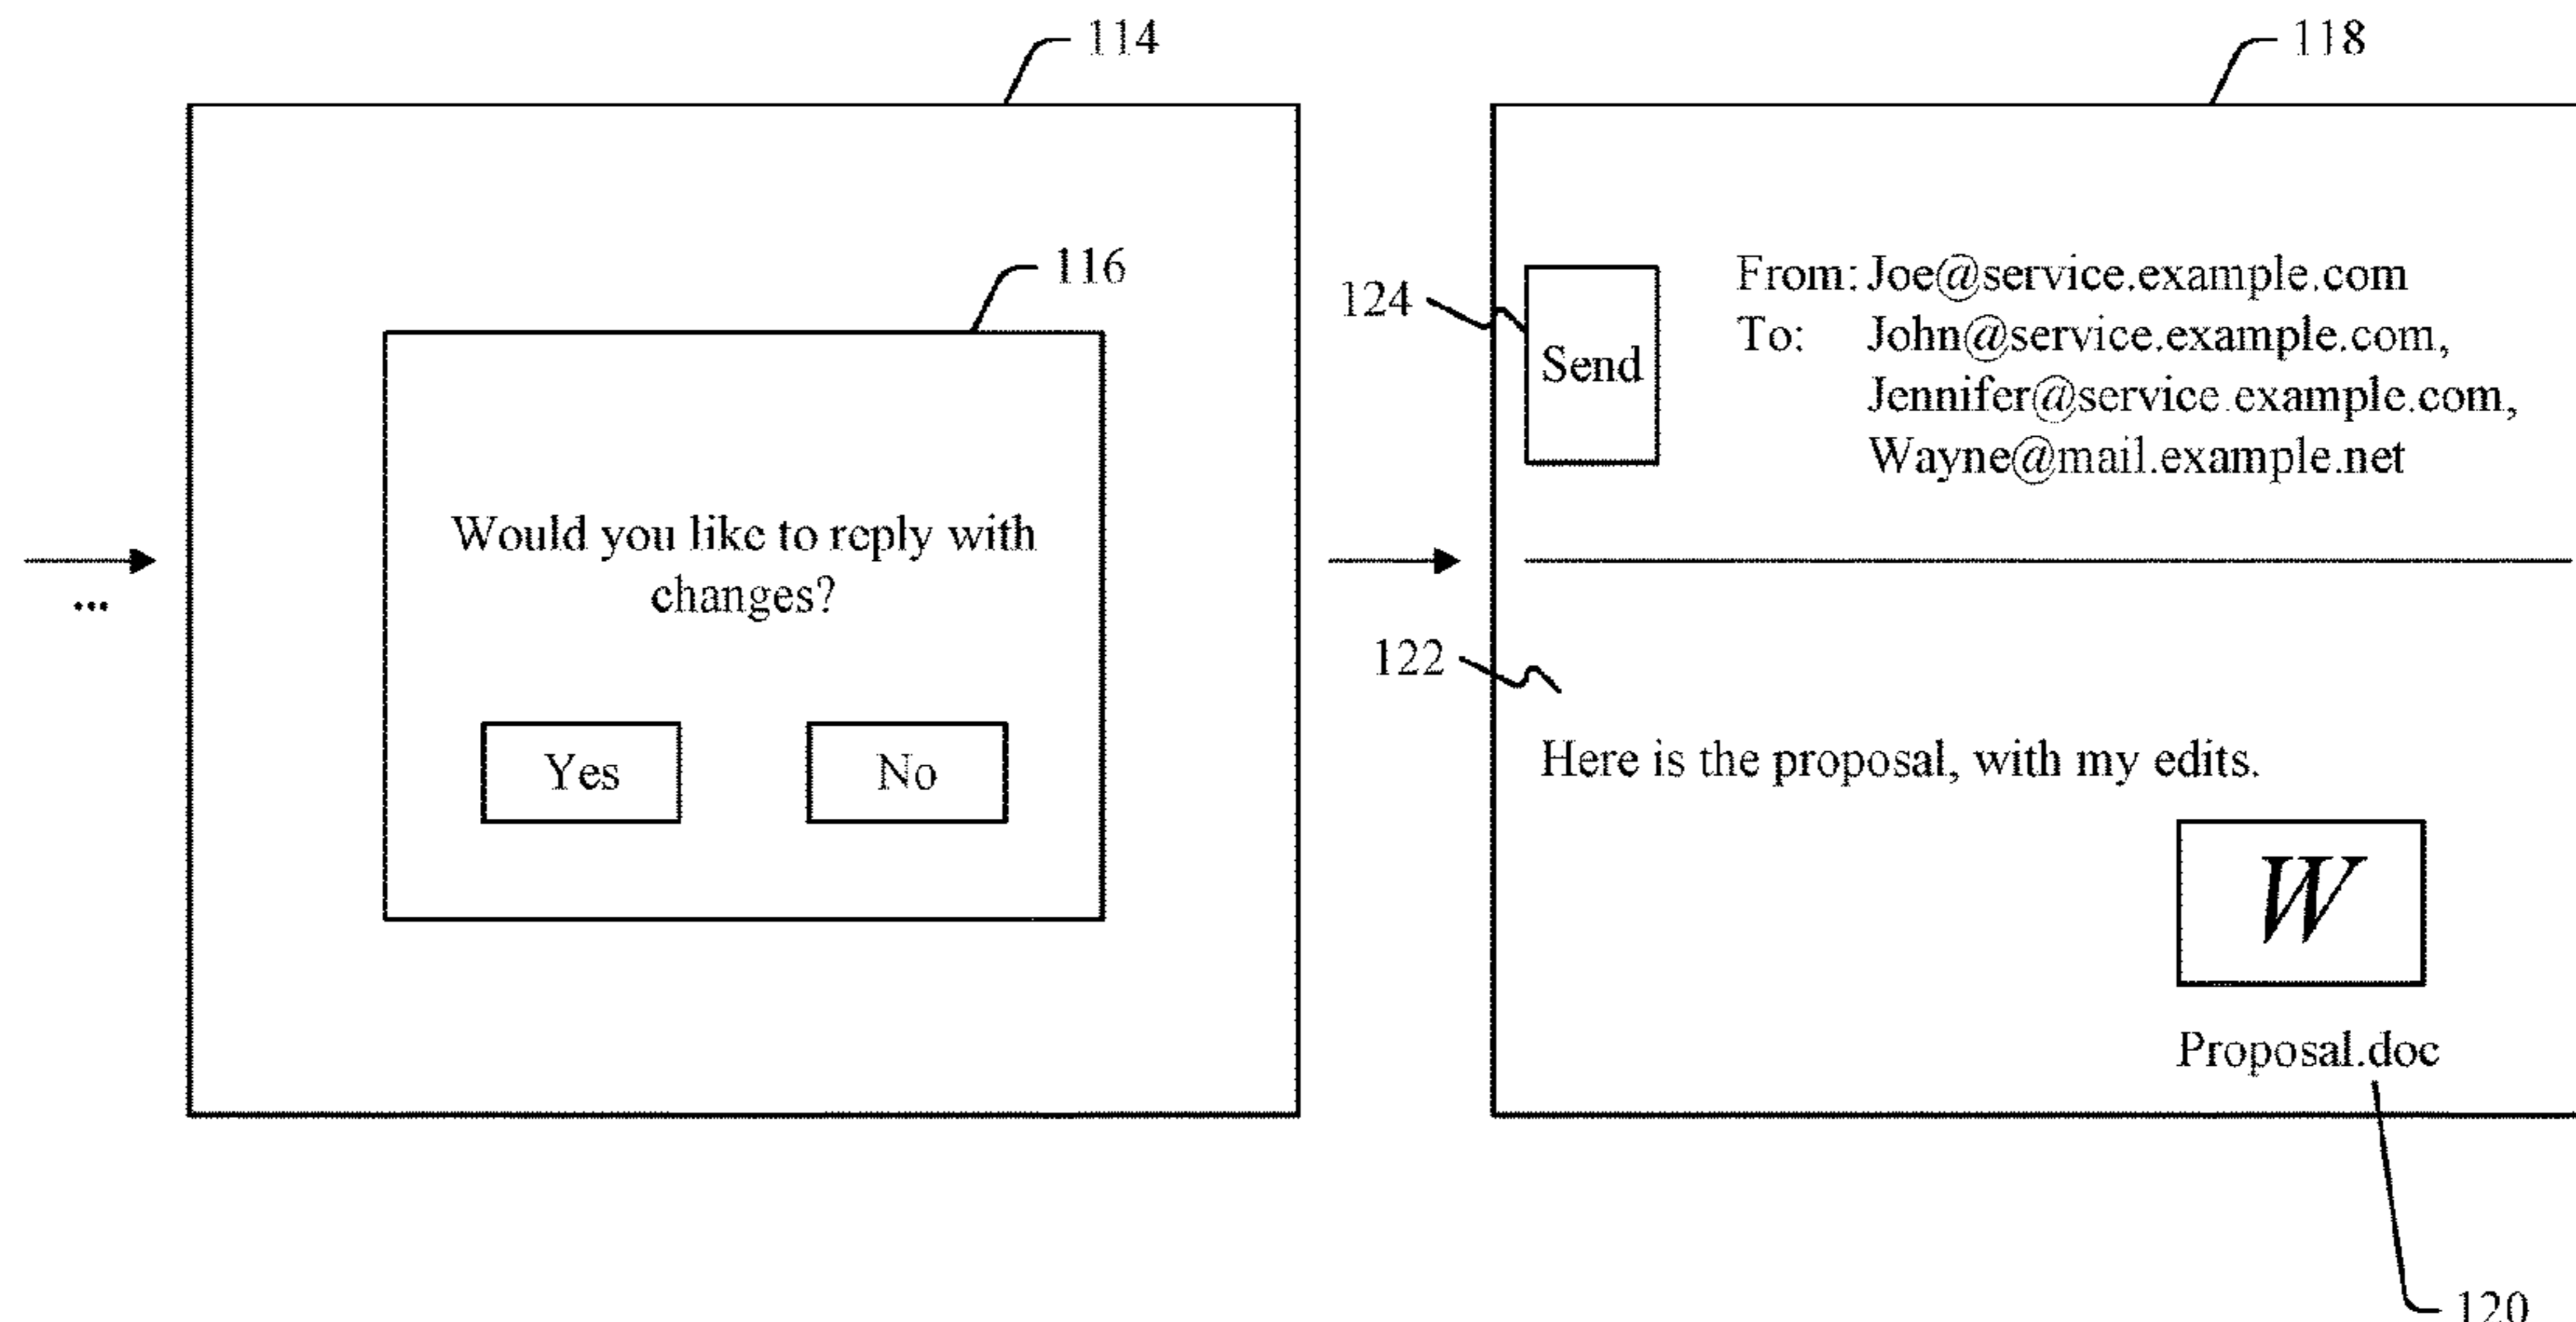 114
118
116
Would you like to reply with
changes?
Yes
No
...
124
Send
From: Joe@service.example.com
To: John@service.example.com,
Jennifer@service.example.com,
Wayne@mail.example.net
122
Here is the proposal, with my edits.
W
Proposal.doc
120